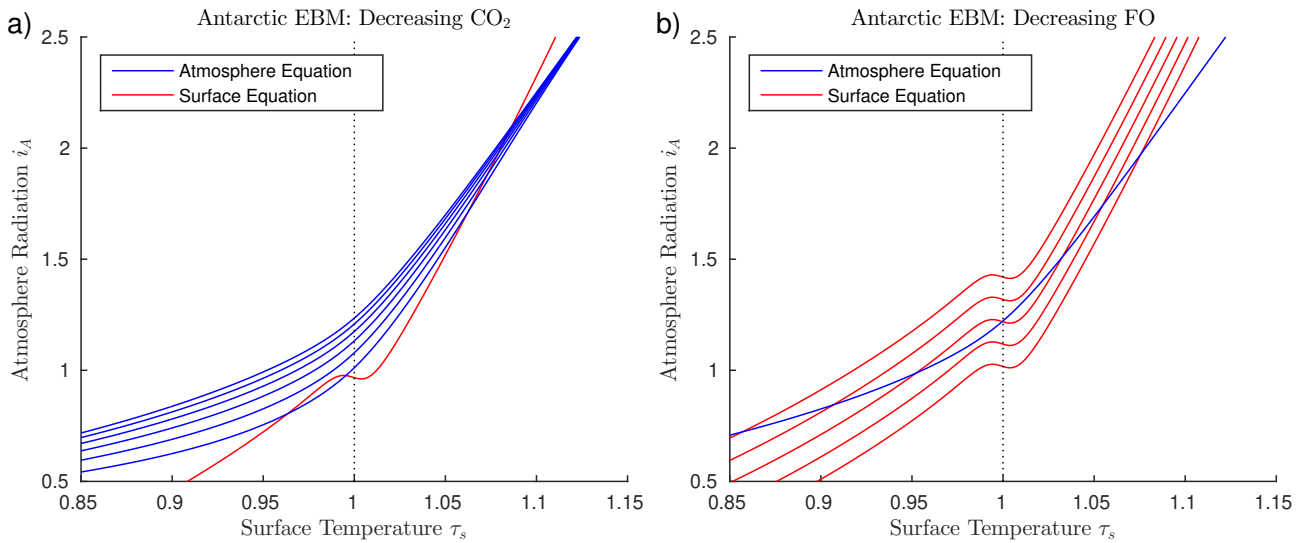 a)
Antarctic EBM: Decreasing CO₂
2.5
2
1.5
1
0.5
Atmosphere Radiation i_A
Atmosphere Equation
Surface Equation
0.85 0.9 0.95 1 1.05 1.1 1.15
Surface Temperature τ_s
b)
Antarctic EBM: Decreasing FO
2.5
2
1.5
1
0.5
Atmosphere Radiation i_A
Atmosphere Equation
Surface Equation
0.85 0.9 0.95 1 1.05 1.1 1.15
Surface Temperature τ_s